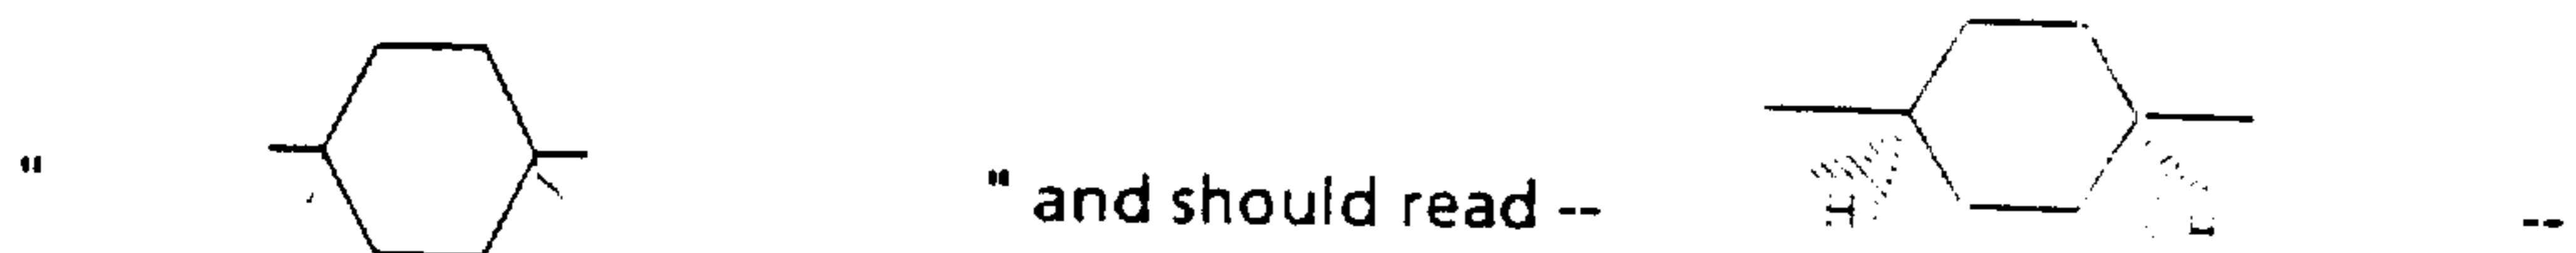 " " and should read -- H --